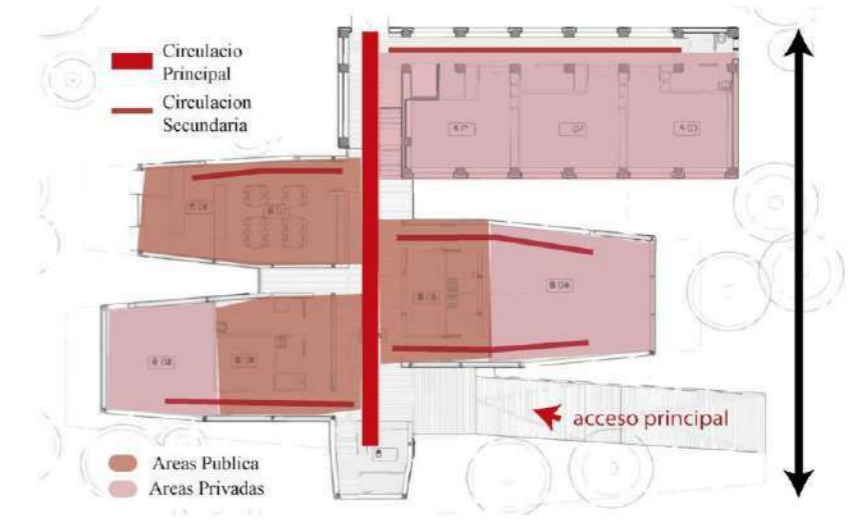 Circulacio
Principal
Circulacion
Secundaria
acceso principal
Areas Publica
Areas Privadas